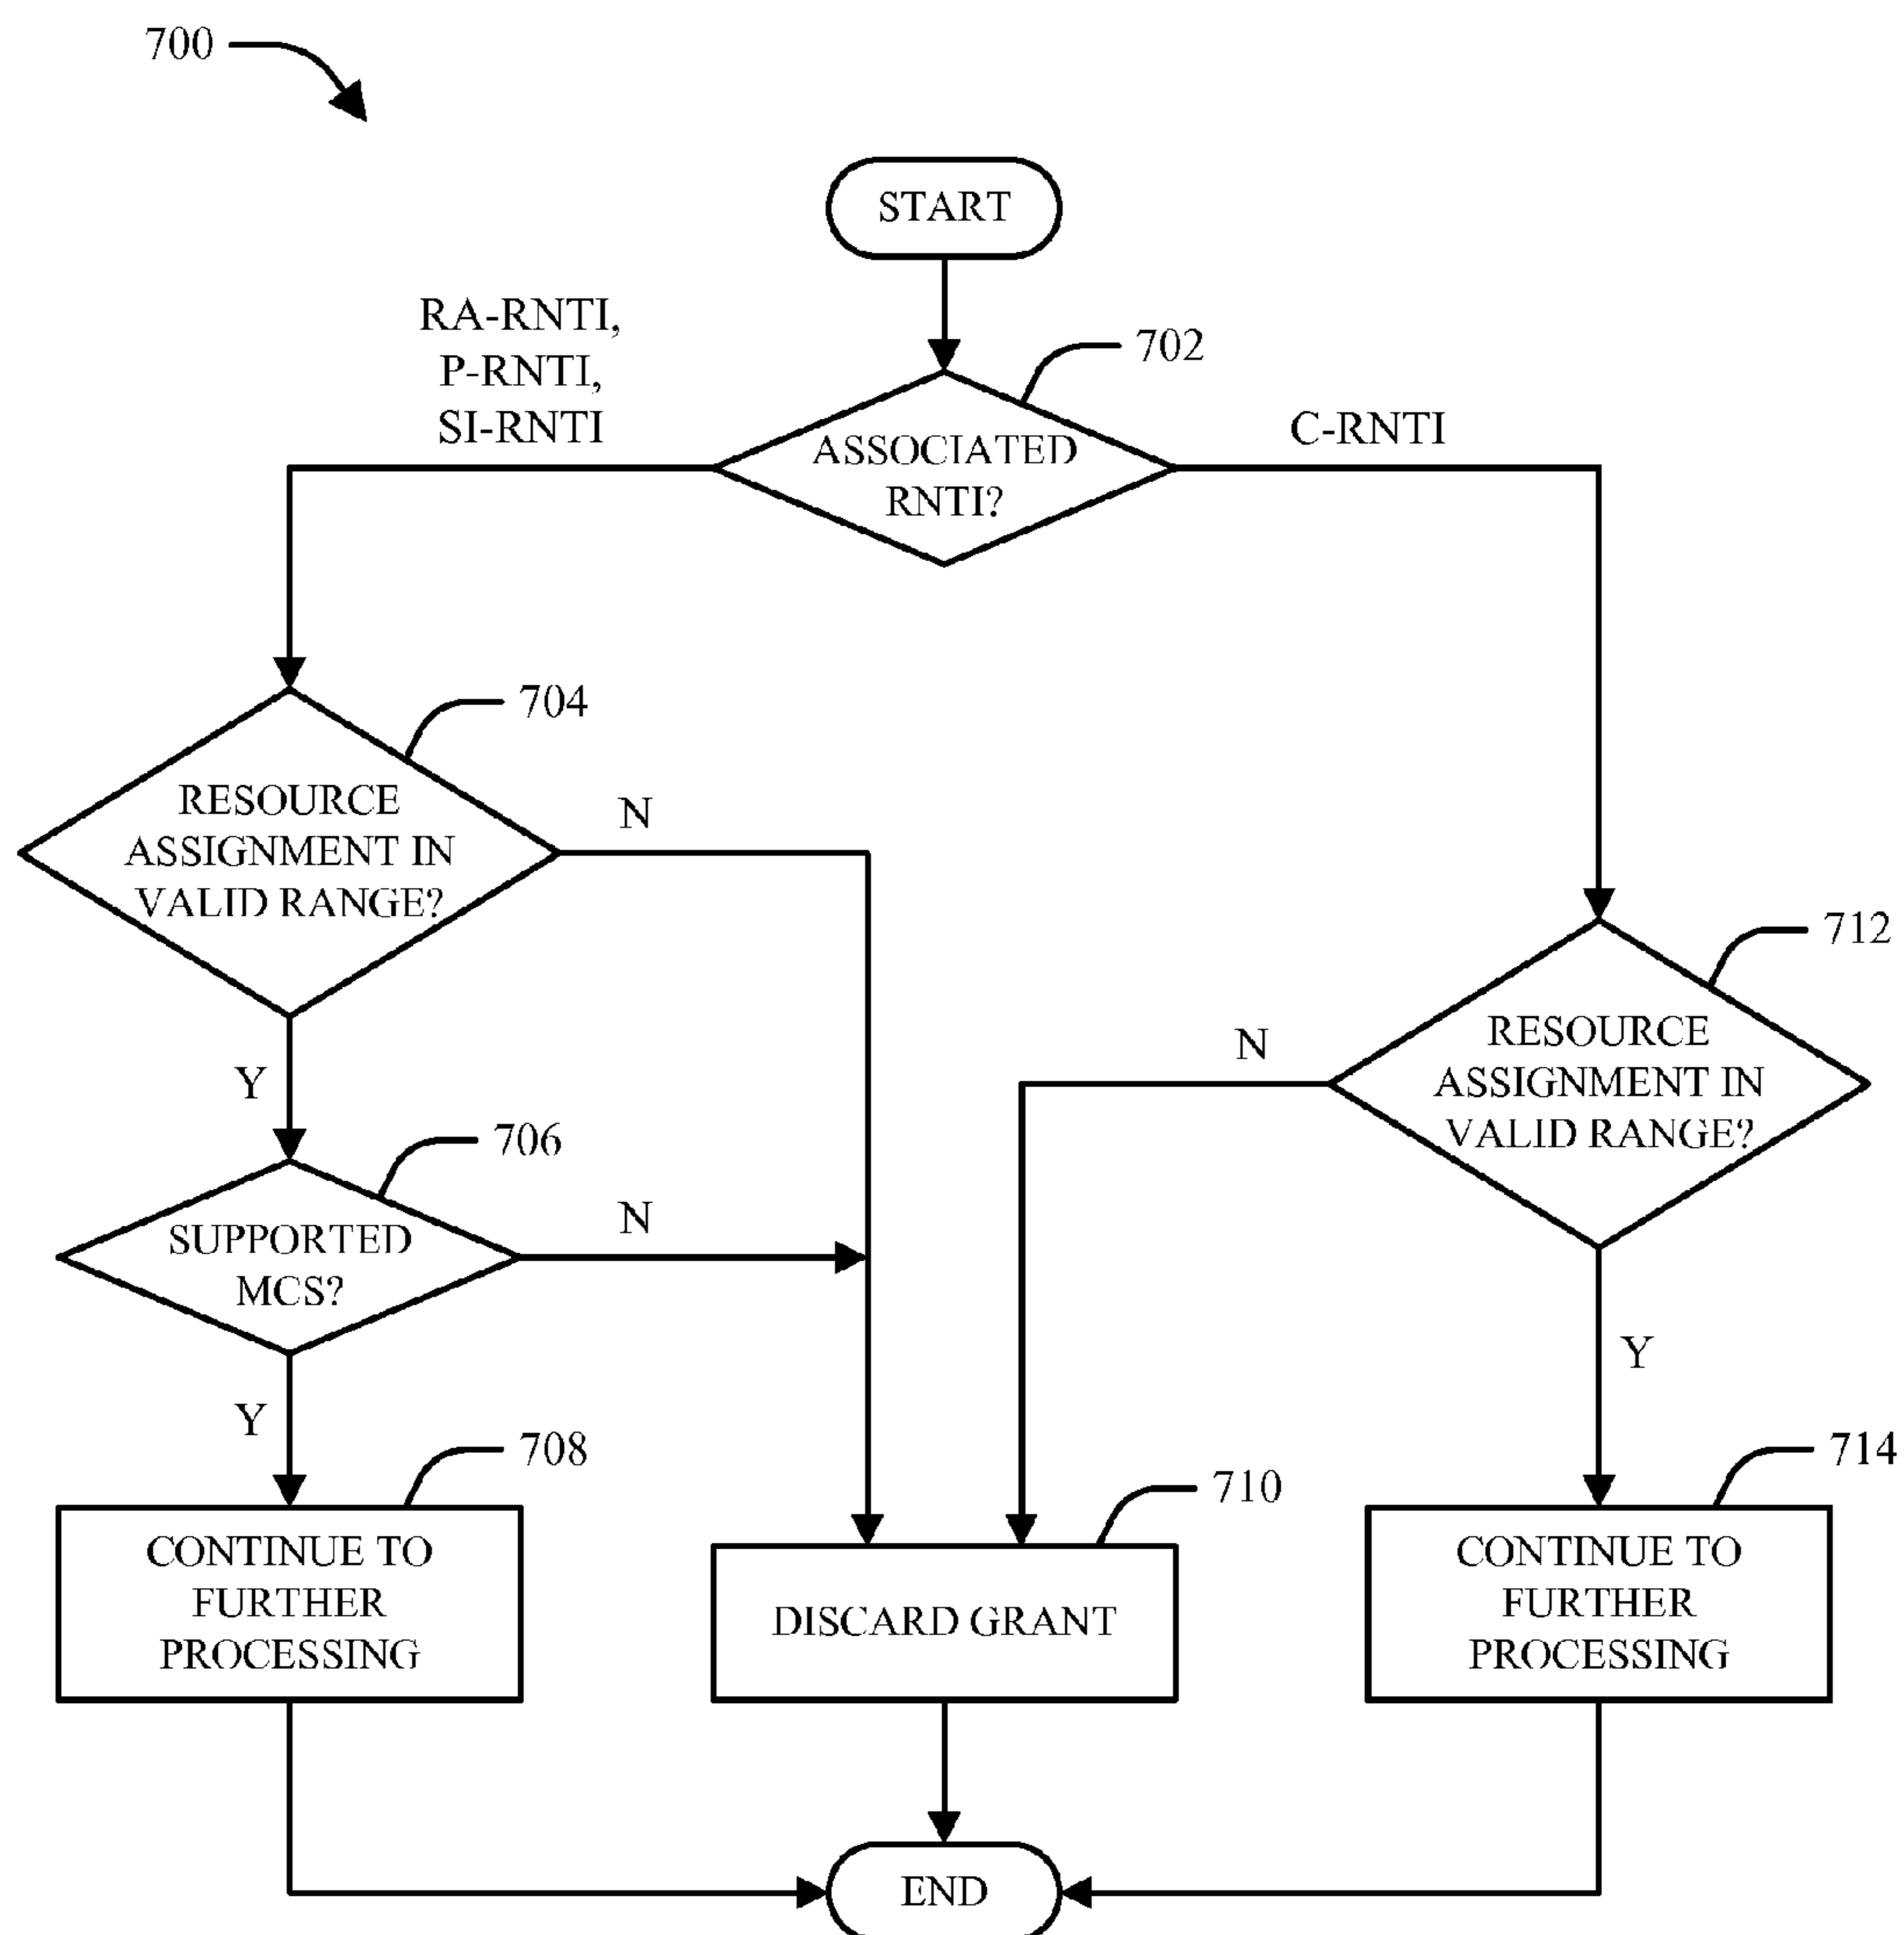 700
START
RA-RNTI,
P-RNTI,
SI-RNTI
702
C-RNTI
ASSOCIATED
RNTI?
704
RESOURCE
ASSIGNMENT IN
VALID RANGE?
N
712
RESOURCE
ASSIGNMENT IN
VALID RANGE?
N
Y
706
SUPPORTED
MCS?
N
Y
Y
708
CONTINUE TO
FURTHER
PROCESSING
710
DISCARD GRANT
714
CONTINUE TO
FURTHER
PROCESSING
END